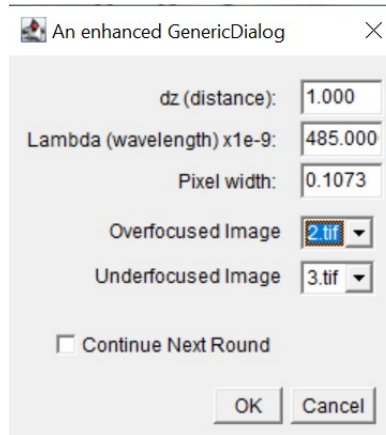 An enhanced GenericDialog
dz (distance): 1.000
Lambda (wavelength) x1e-9: 485.000
Pixel width: 0.1073
Overfocused Image 2.tif
Underfocused Image 3.tif
Continue Next Round
OK Cancel